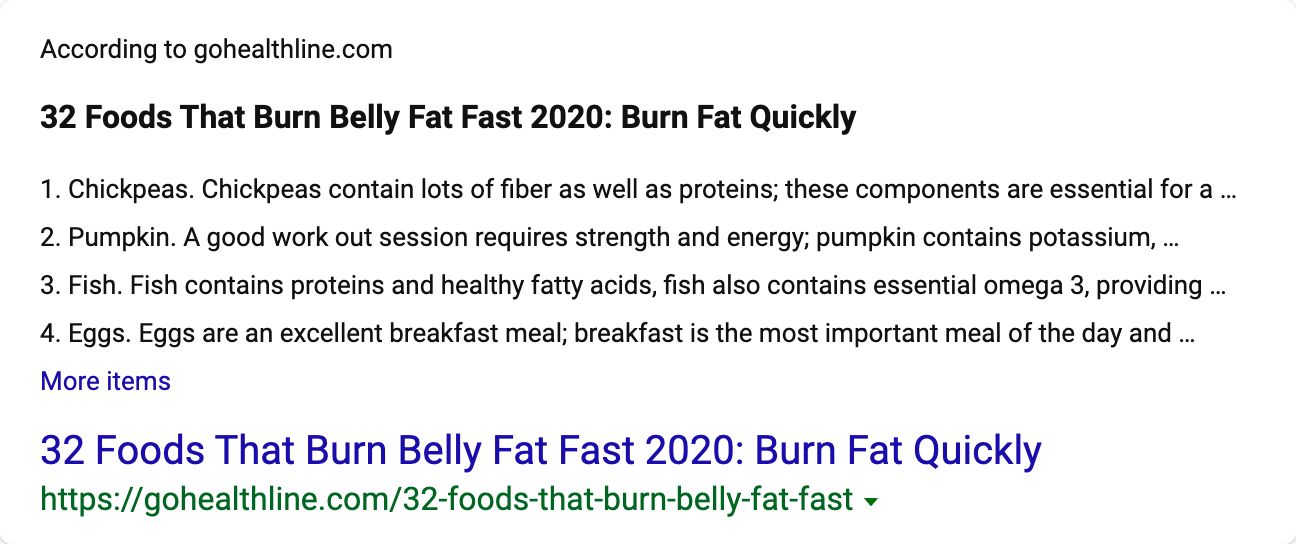 According to gohealthline.com
32 Foods That Burn Belly Fat Fast 2020: Burn Fat Quickly
1. Chickpeas. Chickpeas contain lots of fiber as well as proteins; these components are essential for a ...
2. Pumpkin. A good work out session requires strength and energy; pumpkin contains potassium, ...
3. Fish. Fish contains proteins and healthy fatty acids, fish also contains essential omega 3, providing ...
4. Eggs. Eggs are an excellent breakfast meal; breakfast is the most important meal of the day and ...
More items
32 Foods That Burn Belly Fat Fast 2020: Burn Fat Quickly
https://gohealthline.com/32-foods-that-burn-belly-fat-fast